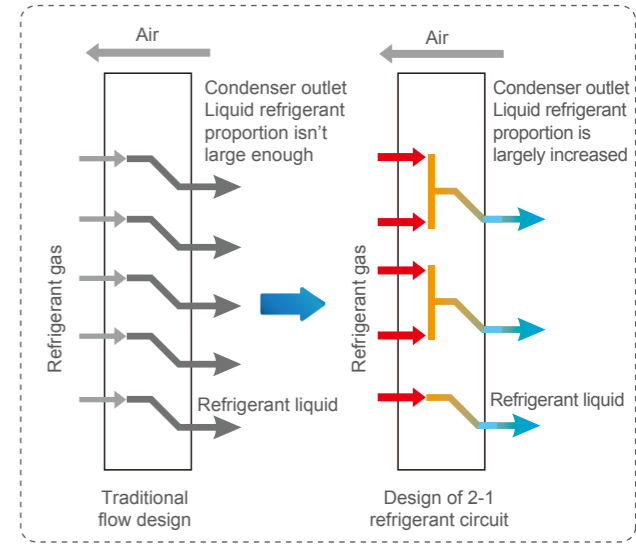 Air
Condenser outlet
Liquid refrigerant
proportion isn't
large enough
Refrigerant gas
Refrigerant liquid
Traditional
flow design
Air
Condenser outlet
Liquid refrigerant
proportion is
largely increased
Refrigerant gas
Refrigerant liquid
Design of 2-1
refrigerant circuit